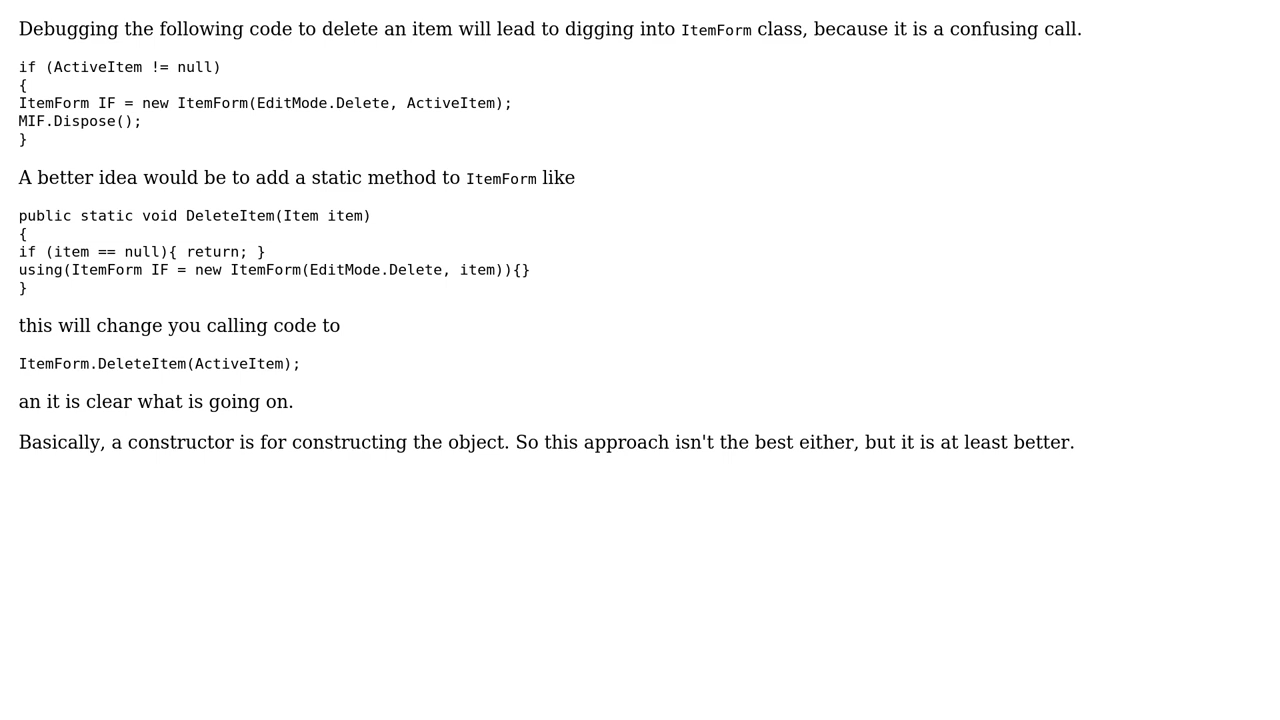 Debugging the following code to delete an item will lead to digging into ItemForm class, because it is a confusing call.
if (ActiveItem != null)
{
ItemForm IF = new ItemForm(EditMode.Delete, ActiveItem);
MIF.Dispose();
}
A better idea would be to add a static method to ItemForm like
public static void DeleteItem(Item item)
{
if (item == null){ return; }
using(ItemForm IF = new ItemForm(EditMode.Delete, item)){}
}
this will change you calling code to
ItemForm.DeleteItem(ActiveItem);
an it is clear what is going on.
Basically, a constructor is for constructing the object. So this approach isn't the best either, but it is at least better.